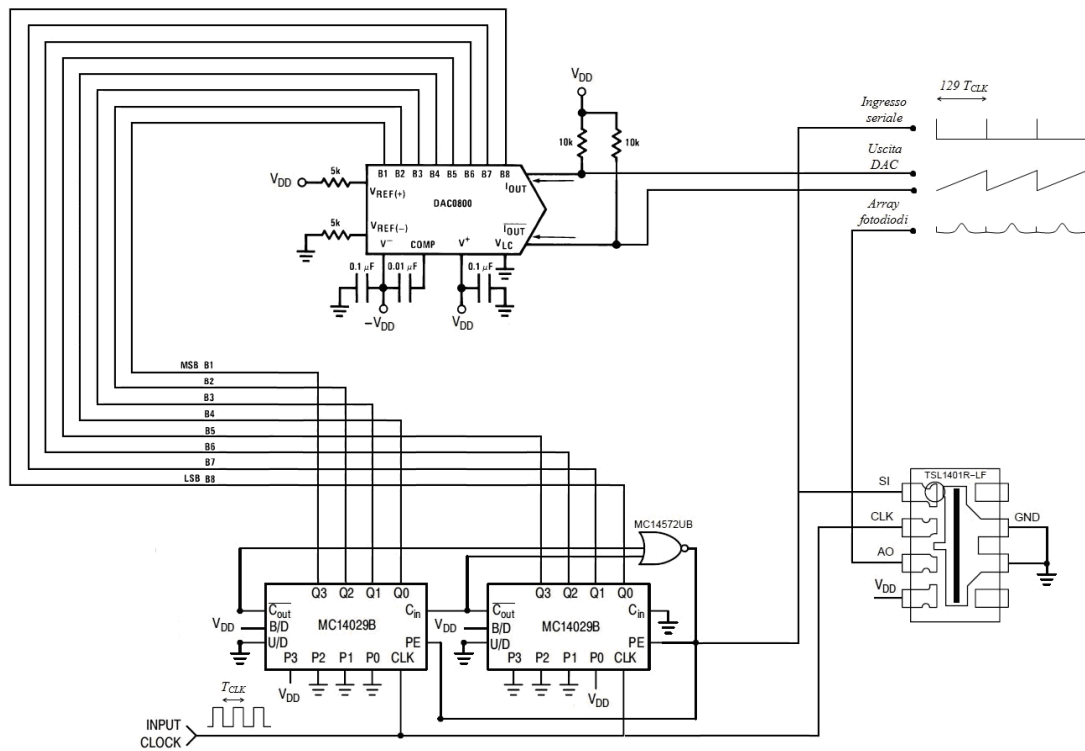 V_DD
129 T_CLK
Ingresso
seriale
Uscita
DAC
Array
fotodiodi
10k
10k
5k
V_DD
B1 B2 B3 B4 B5 B6 B7 B8
V_REF(+)
I_OUT
DAC0800
5k
V_REF(−)
I_OUT
V− COMP V+ V_LC
0.1 μF 0.01 μF 0.1 μF
−V_DD
V_DD
MSB B1
B2
B3
B4
B5
B6
B7
LSB B8
TSL1401R−LF
SI
CLK
GND
AO
V_DD
MC14572UB
Q3 Q2 Q1 Q0
C_out
C_in
V_DD
B/D
MC14029B
U/D
PE
P3 P2 P1 P0 CLK
V_DD
Q3 Q2 Q1 Q0
C_out
C_in
V_DD
B/D
MC14029B
U/D
PE
P3 P2 P1 P0 CLK
V_DD
T_CLK
INPUT
CLOCK